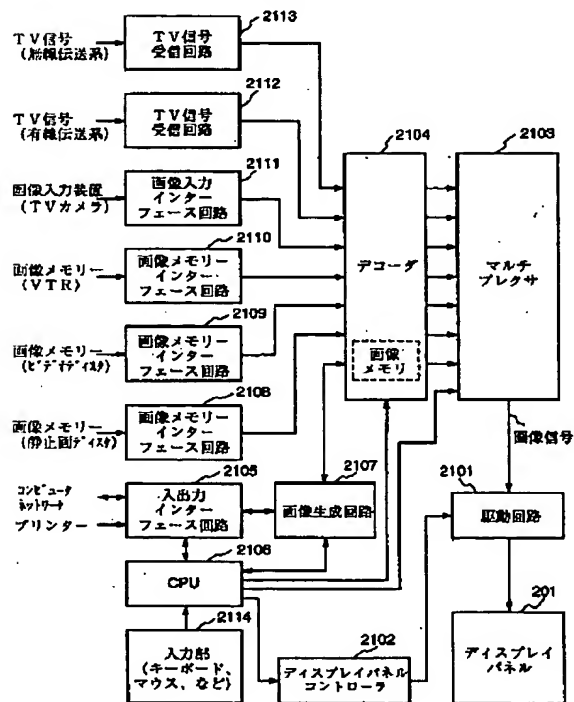 2113
TV信号
(無線伝送系)
TV信号
受信回路
2112
TV信号
(有線伝送系)
TV信号
受信回路
2104
2103
2111
画像入力装置
(TVカメラ)
画像入力
インター
フェース回路
2110
画像メモリー
(VTR)
画像メモリー
インター
フェース回路
デコーダ
マルチ
プレクサ
2109
画像メモリー
(ビデオディスク)
画像メモリー
インター
フェース回路
画像
メモリ
2108
画像メモリー
(静止画ディスク)
画像メモリー
インター
フェース回路
画像信号
2105
2107
2101
コンピュータ
ネットワーク
プリンター
入出力
インター
フェース回路
画像生成回路
駆動回路
2106
CPU
2114
2102
201
入力部
(キーボード、
マウス、など)
ディスプレイパネル
コントローラ
ディスプレイ
パネル